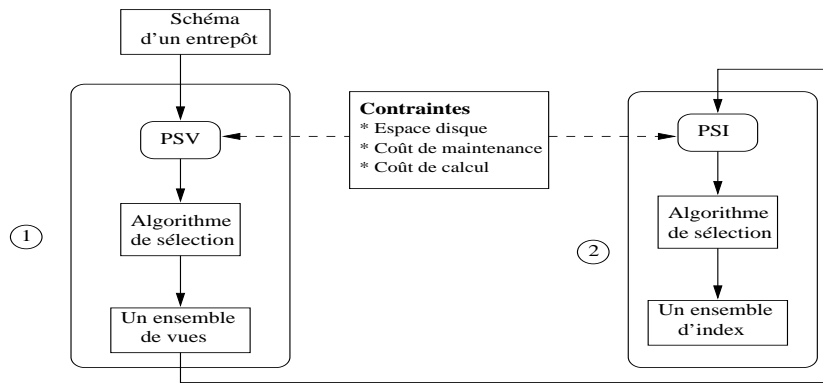 Schéma
d'un entrepôt
PSV
Algorithme
de sélection
Un ensemble
de vues
1
Contraintes
* Espace disque
* Coût de maintenance
* Coût de calcul
PSI
Algorithme
de sélection
Un ensemble
d'index
2